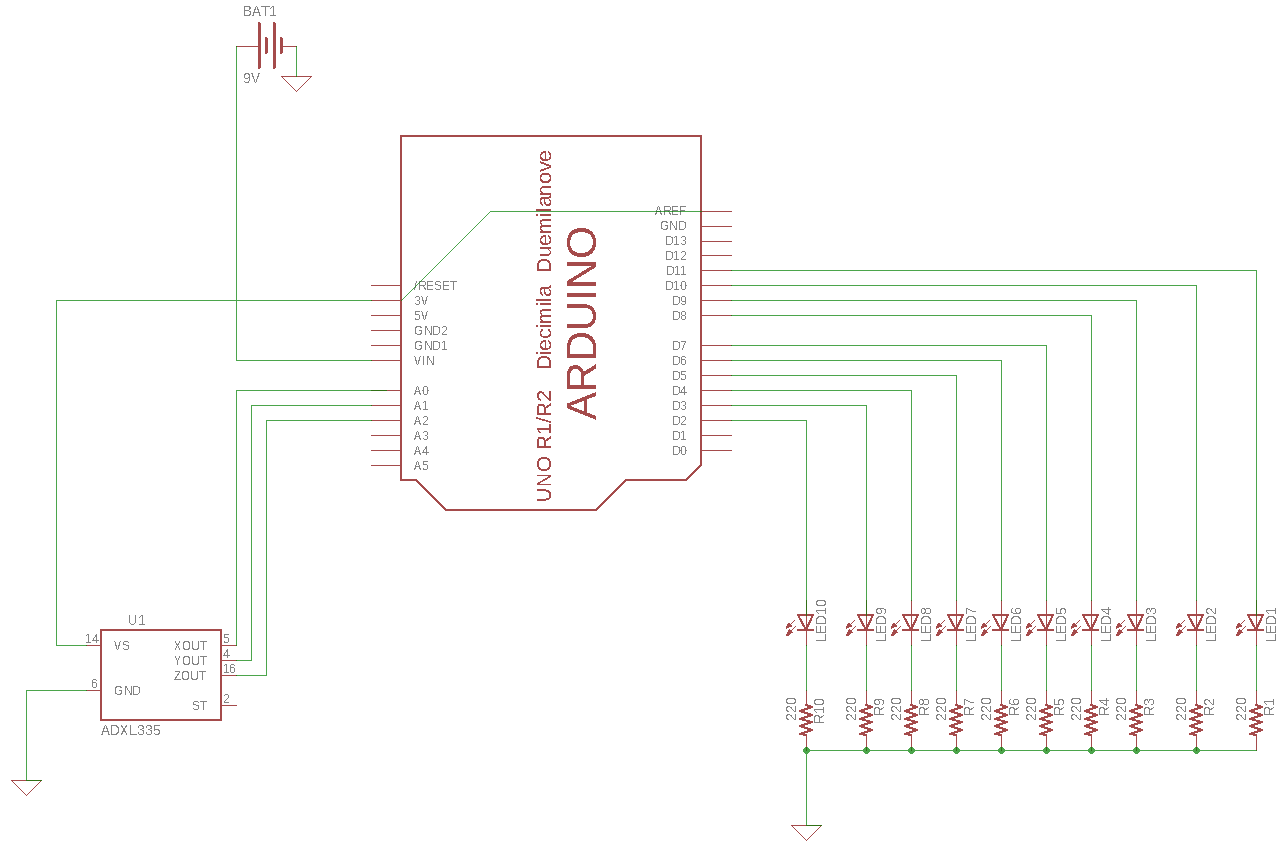 BAT1
9V
UNO R1/R2 Diecimila Duemilanove
ARDUINO
/RESET
3V
5V
GND2
GND1
VIN
A0
A1
A2
A3
A4
A5
AREF
GND
D13
D12
D11
D10
D9
D8
D7
D6
D5
D4
D3
D2
D1
D0
U1
14 VS
6 GND
XOUT 5
YOUT 4
ZOUT 16
ST 2
ADXL335
LED10
LED9
LED8
LED7
LED6
LED5
LED4
LED3
LED2
LED1
220 R10
220 R9
220 R8
220 R7
220 R6
220 R5
220 R4
220 R3
220 R2
220 R1